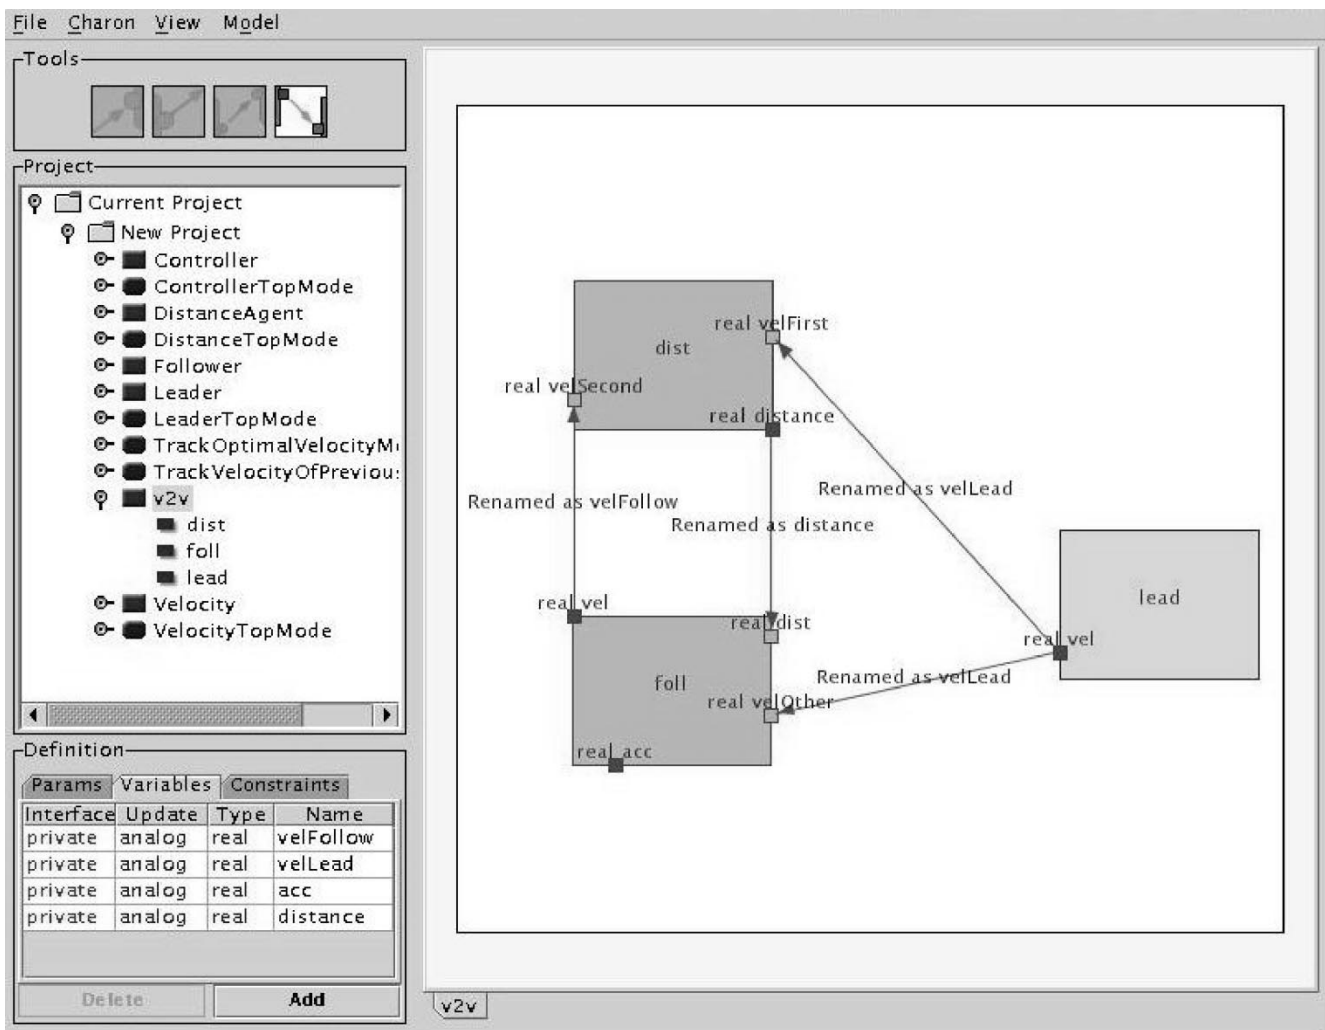 File Charon View Model
Tools
Project
Current Project
New Project
Controller
ControllerTopMode
DistanceAgent
DistanceTopMode
Follower
Leader
LeaderTopMode
TrackOptimalVelocityM
TrackVelocityOfPreviou
v2v
dist
foll
lead
Velocity
VelocityTopMode
Definition
Params Variables Constraints
Interface Update Type Name
private analog real velFollow
private analog real velLead
private analog real acc
private analog real distance
Delete Add
real velFirst
dist
real velSecond
real distance
Renamed as velLead
Renamed as velFollow
Renamed as distance
lead
real vel
real dist
real vel
Renamed as velLead
foll
real velOther
real acc
v2v